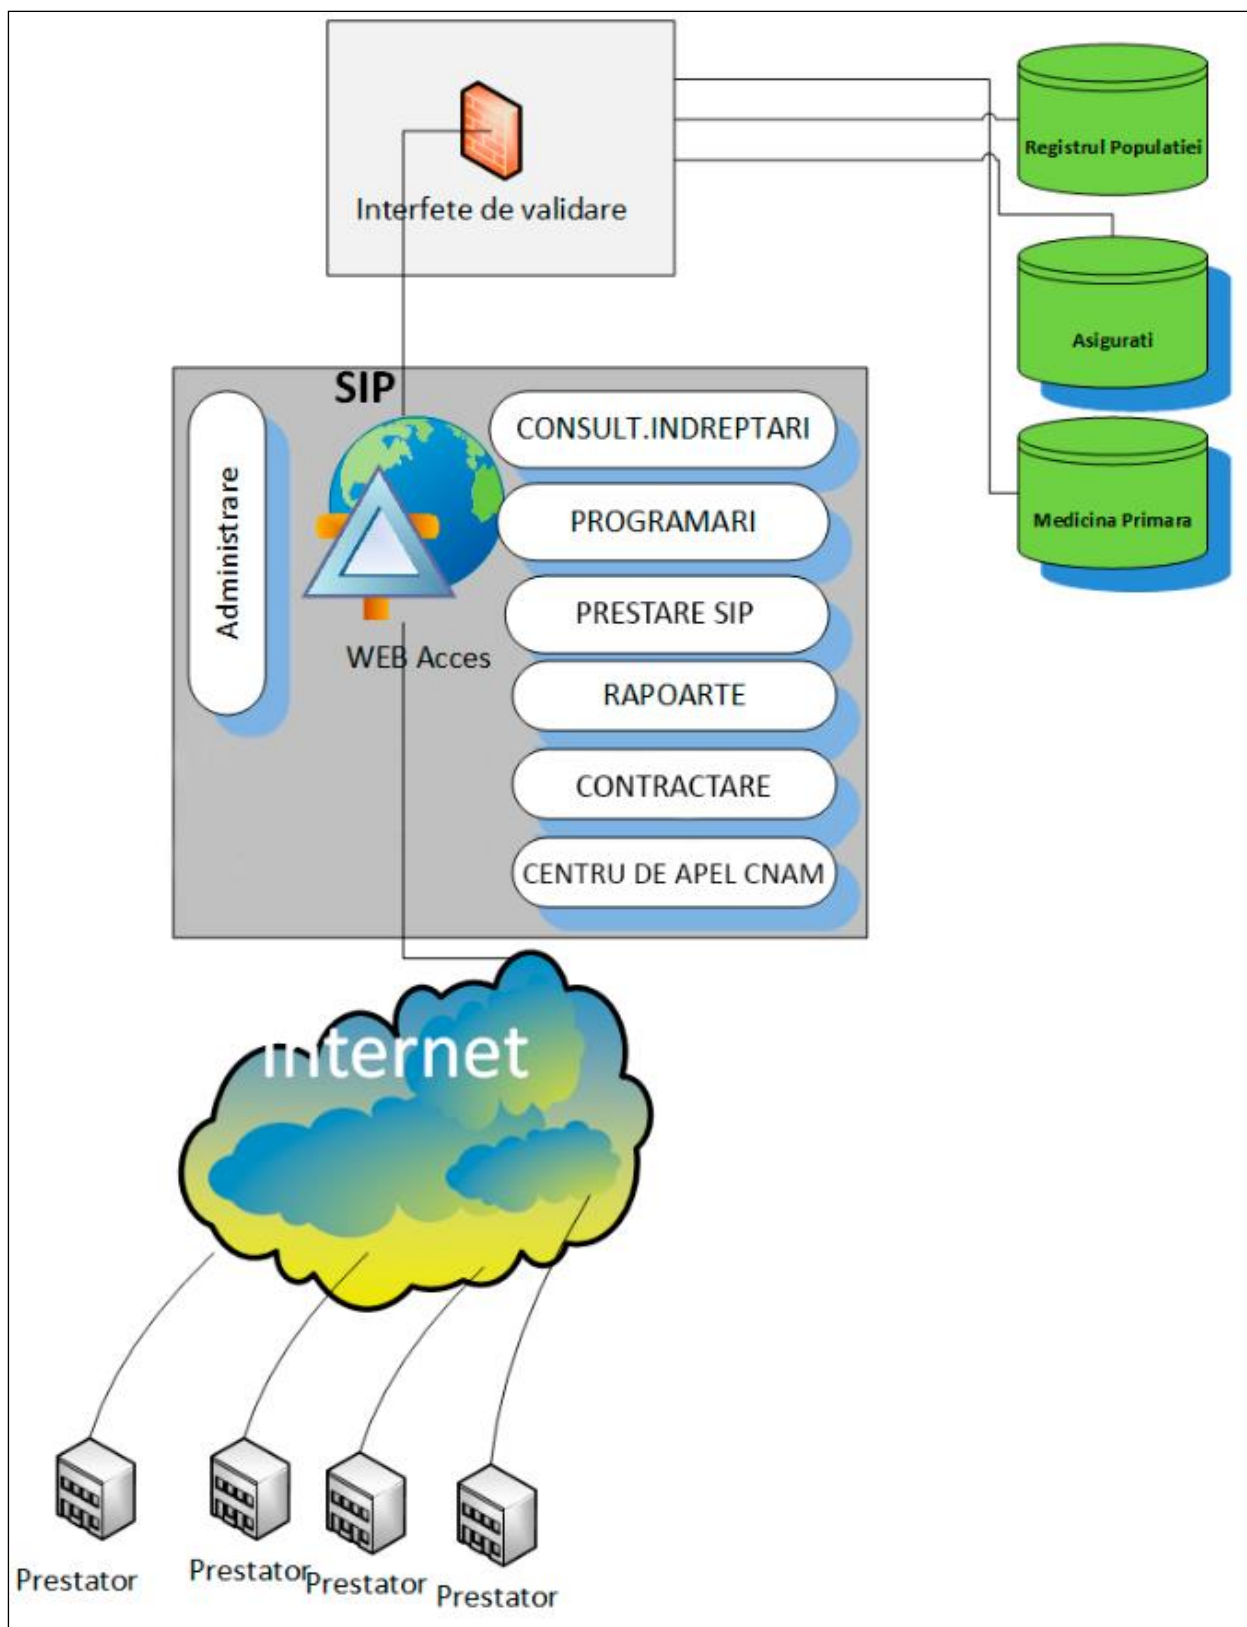 Interfete de validare
Registrul Populatiei
Asigurati
Medicina Primara
SIP
Administrare
WEB Acces
CONSULT.INDREPTARI
PROGRAMARI
PRESTARE SIP
RAPOARTE
CONTRACTARE
CENTRU DE APEL CNAM
Internet
Prestator
Prestator
Prestator
Prestator